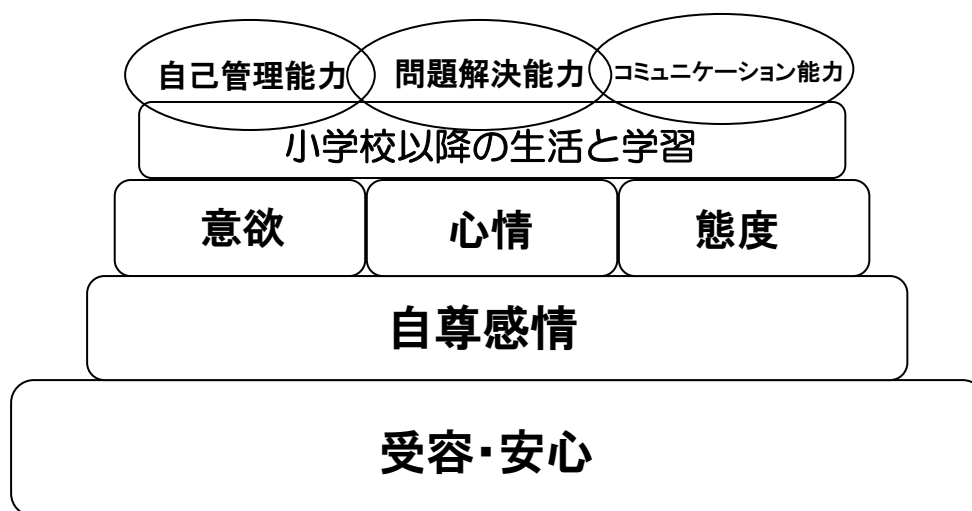 自己管理能力 問題解決能力 コミュニケーション能力
小学校以降の生活と学習
意欲 心情 態度
自尊感情
受容・安心